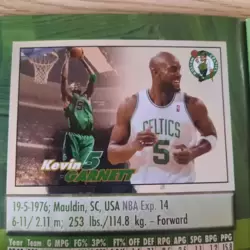 Kevin 5
GARNETT
CELTICS
5
19-5-1976; Mauldin, SC, USA NBA Exp. 14
6-11/ 2.11 m; 253 lbs./114.8 kg. - Forward
Year Team G MPG FG% 3P% FT% OFF DEF RPG APG SPG BPG